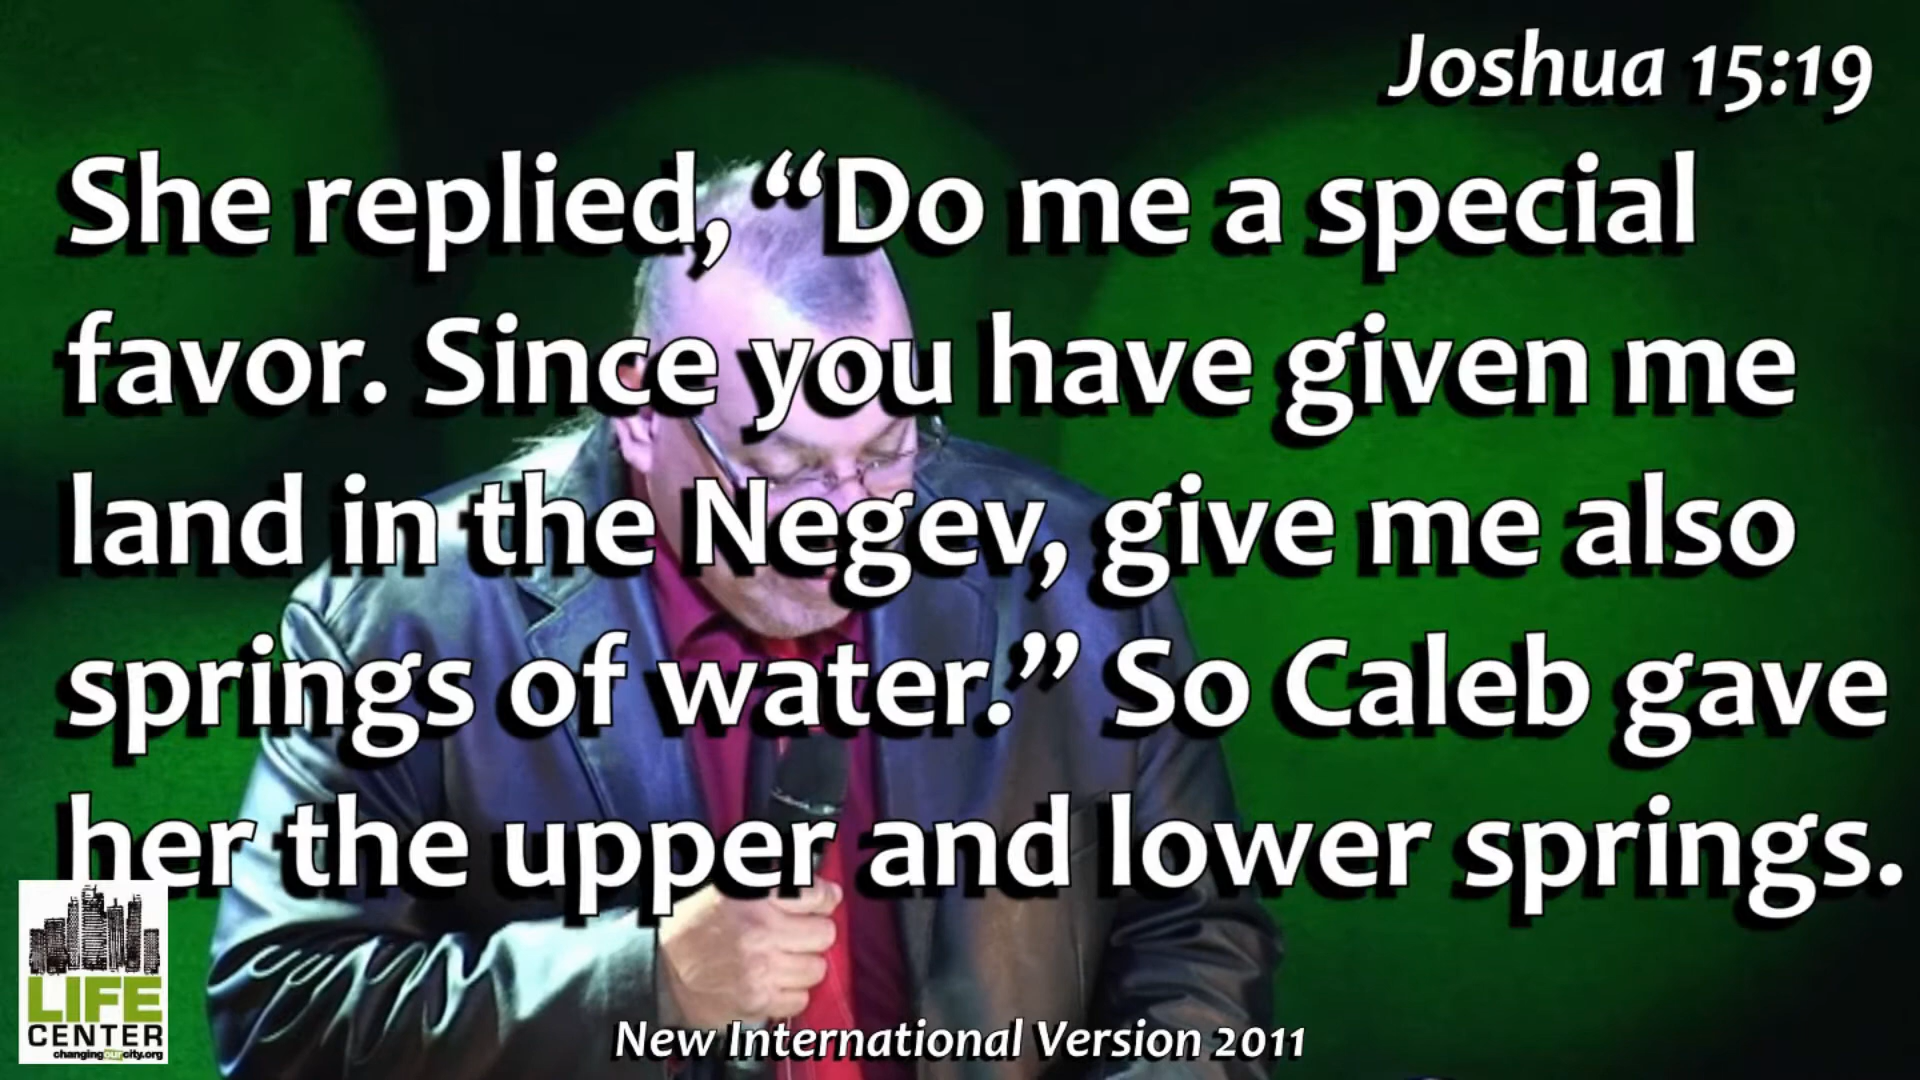 Joshua 15:19
She replied, “Do me a special
favor. Since you have given me
land in the Negev, give me also
springs of water.” So Caleb gave
her the upper and lower springs.
LIFE
CENTER
changingourcity.org
New International Version 2011